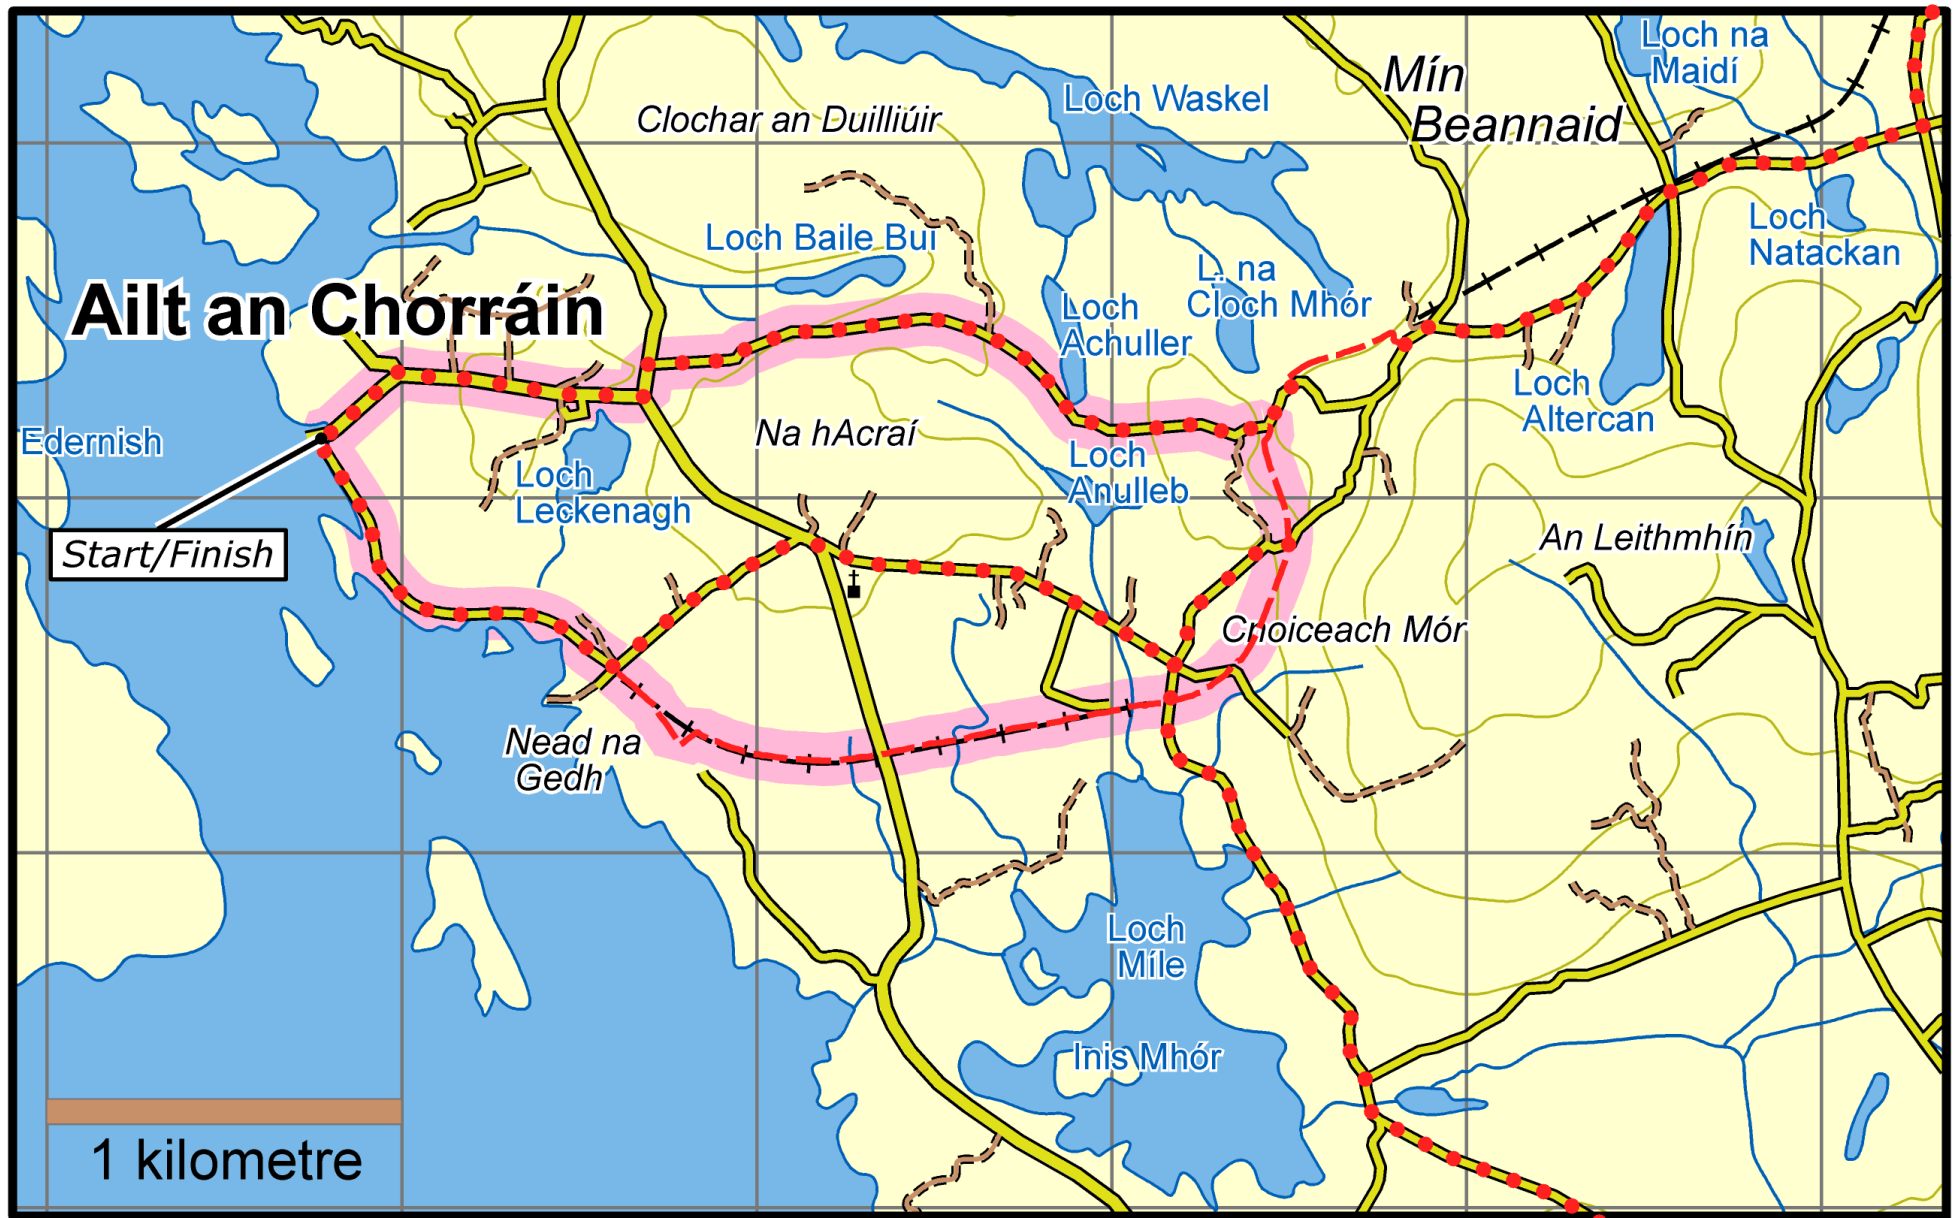 Loch na
Maidí
Mín
Beannaid
Loch Waskel
Clochar an Duilliúir
Loch Baile Bui
Loch
Natackan
L. na
Cloch Mhór
Ailt an Chorráin
Loch
Achuller
Loch
Altercan
Edernish
Na hAcraí
Loch
Anulleb
Loch
Leckenagh
Start/Finish
An Leithmhín
Cnoiceach Mór
Nead na
Gedh
Loch
Míle
Inis Mhór
1 kilometre